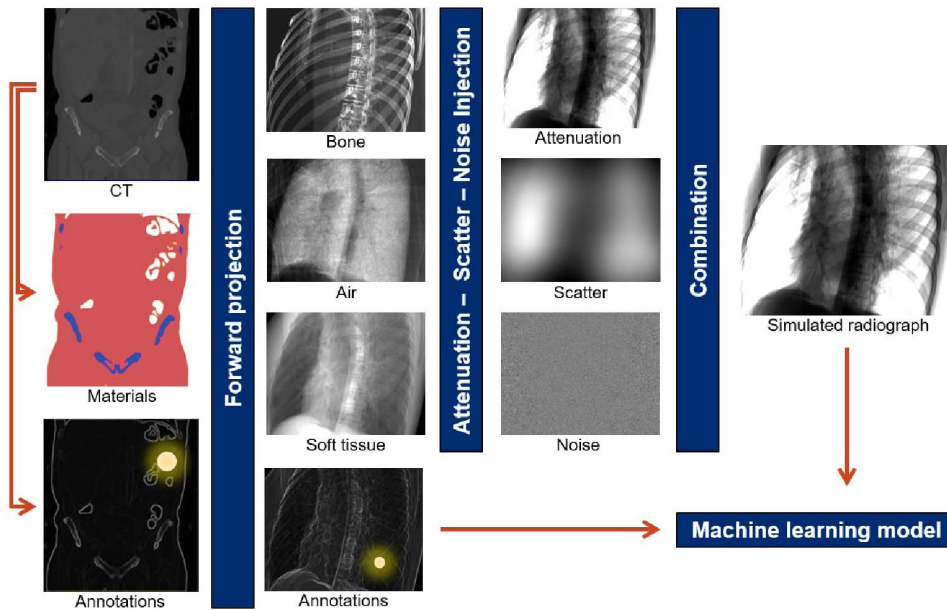 CT
Materials
Annotations
Forward projection
Bone
Air
Soft tissue
Annotations
Attenuation – Scatter – Noise Injection
Attenuation
Scatter
Noise
Combination
Simulated radiograph
Machine learning model